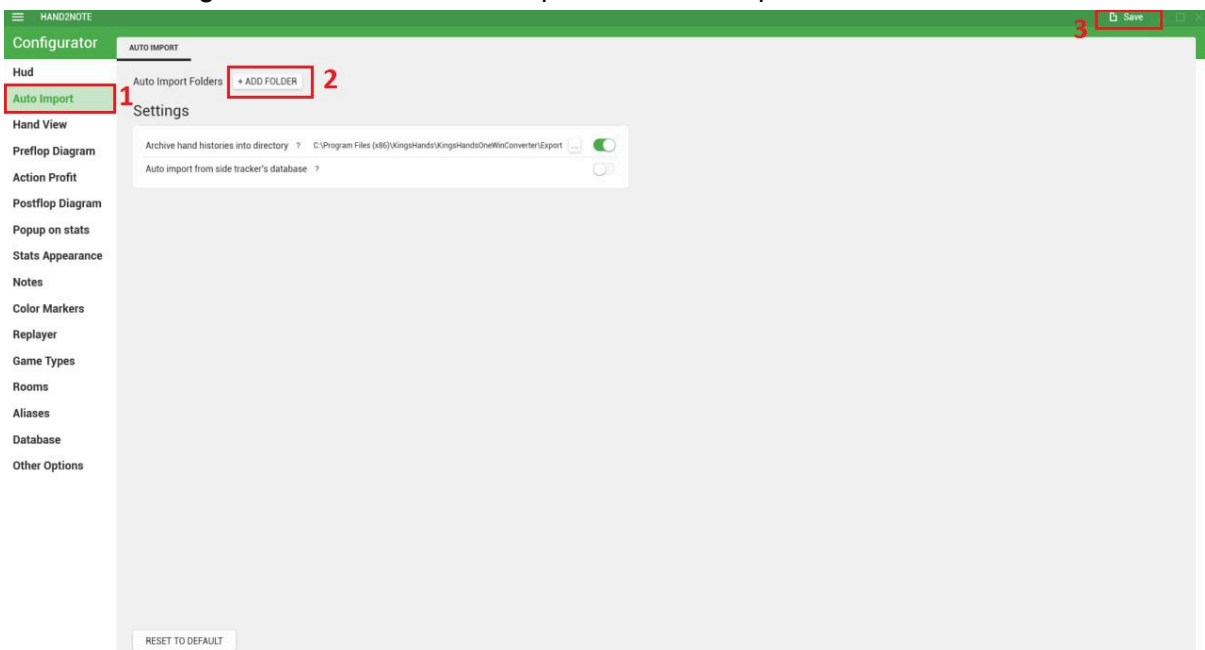 HAND2NOTE
3
Save
Configurator
AUTO IMPORT
Hud
Auto Import Folders + ADD FOLDER 2
Auto Import 1
Settings
Hand View
Archive hand histories into directory ? C:\Program Files (x86)\KingsHands\KingsHandsOneWinConverter\Export ...
Preflop Diagram
Auto import from side tracker's database ?
Action Profit
Postflop Diagram
Popup on stats
Stats Appearance
Notes
Color Markers
Replayer
Game Types
Rooms
Aliases
Database
Other Options
RESET TO DEFAULT